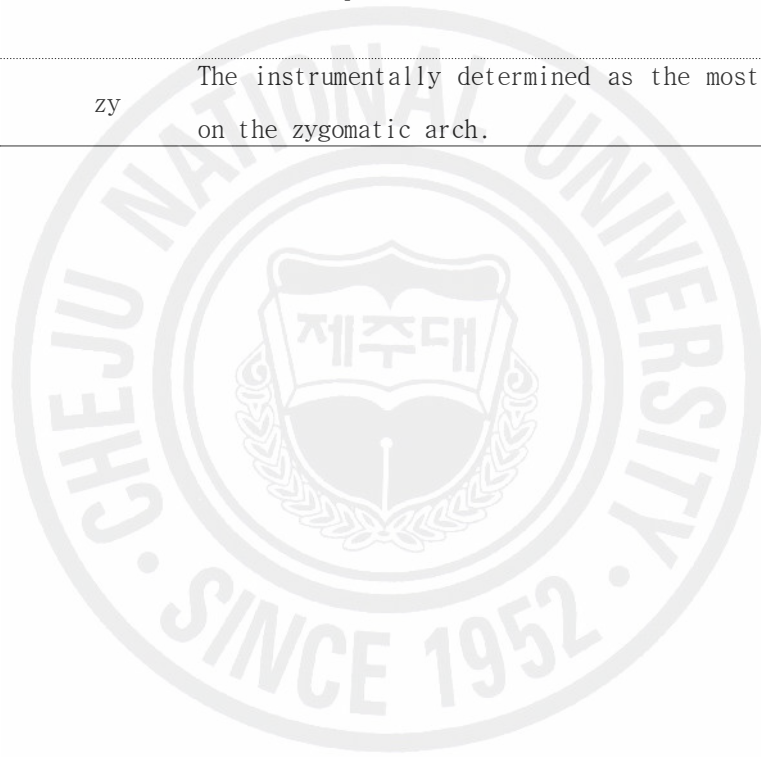 zy
The instrumentally determined as the most
on the zygomatic arch.
CHEJU NATIONAL UNIVERSITY
제주대
· SINCE 1952 ·